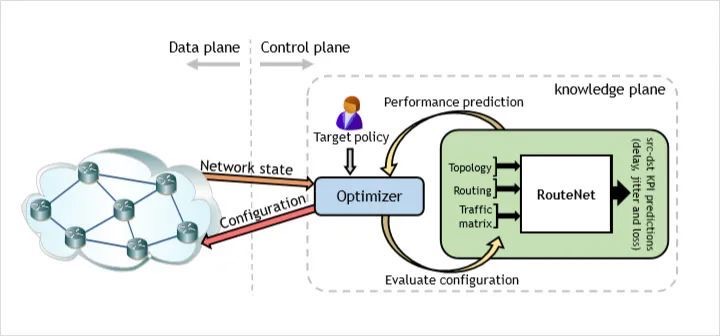 Data plane
Control plane
knowledge plane
Performance prediction
Target policy
Network state
Configuration
Optimizer
Topology
Routing
Traffic
matrix
RouteNet
src-dst KPI predictions
(delay, jitter and loss)
Evaluate configuration